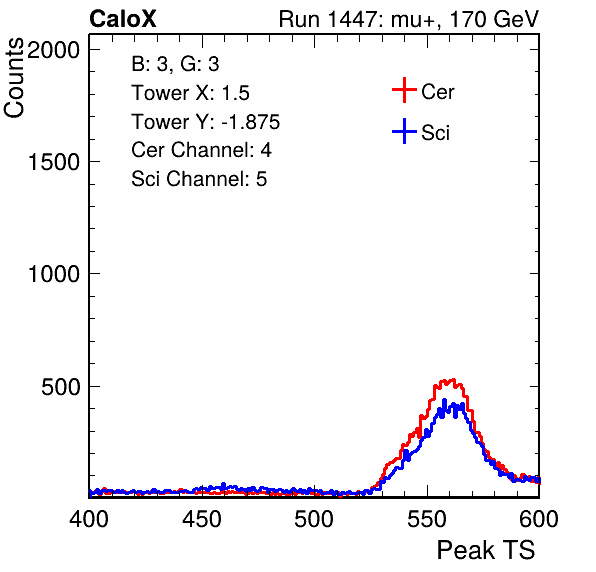 CaloX Run 1447: mu+, 170 GeV
Counts
2000
1500
1000
500
B: 3, G: 3
Tower X: 1.5
Tower Y: -1.875
Cer Channel: 4
Sci Channel: 5
Cer
Sci
400 450 500 550 600
Peak TS